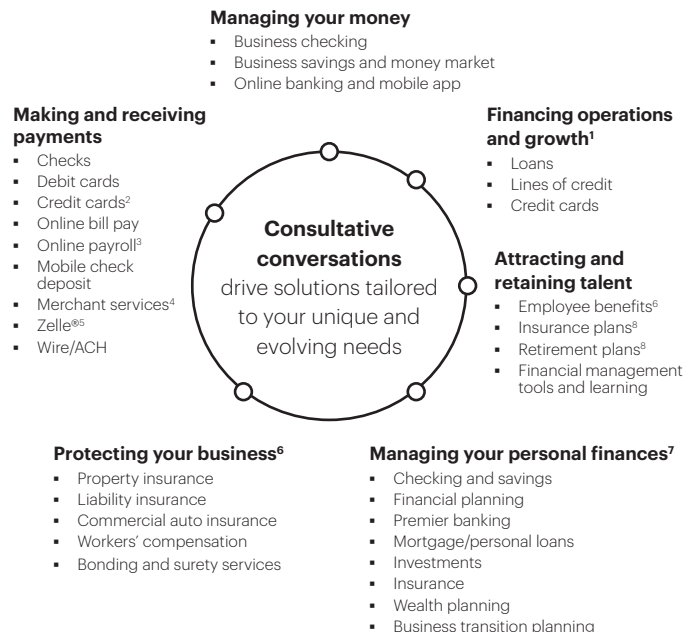 Managing your money
▪ Business checking
▪ Business savings and money market
▪ Online banking and mobile app
Making and receiving
payments
▪ Checks
▪ Debit cards
▪ Credit cards²
▪ Online bill pay
▪ Online payroll³
▪ Mobile check
deposit
▪ Merchant services⁴
▪ Zelle®⁵
▪ Wire/ACH
Financing operations
and growth¹
▪ Loans
▪ Lines of credit
▪ Credit cards
Consultative
conversations
drive solutions tailored
to your unique and
evolving needs
Attracting and
retaining talent
▪ Employee benefits⁶
▪ Insurance plans⁸
▪ Retirement plans⁸
▪ Financial management
tools and learning
Protecting your business⁶
▪ Property insurance
▪ Liability insurance
▪ Commercial auto insurance
▪ Workers' compensation
▪ Bonding and surety services
Managing your personal finances⁷
▪ Checking and savings
▪ Financial planning
▪ Premier banking
▪ Mortgage/personal loans
▪ Investments
▪ Insurance
▪ Wealth planning
▪ Business transition planning